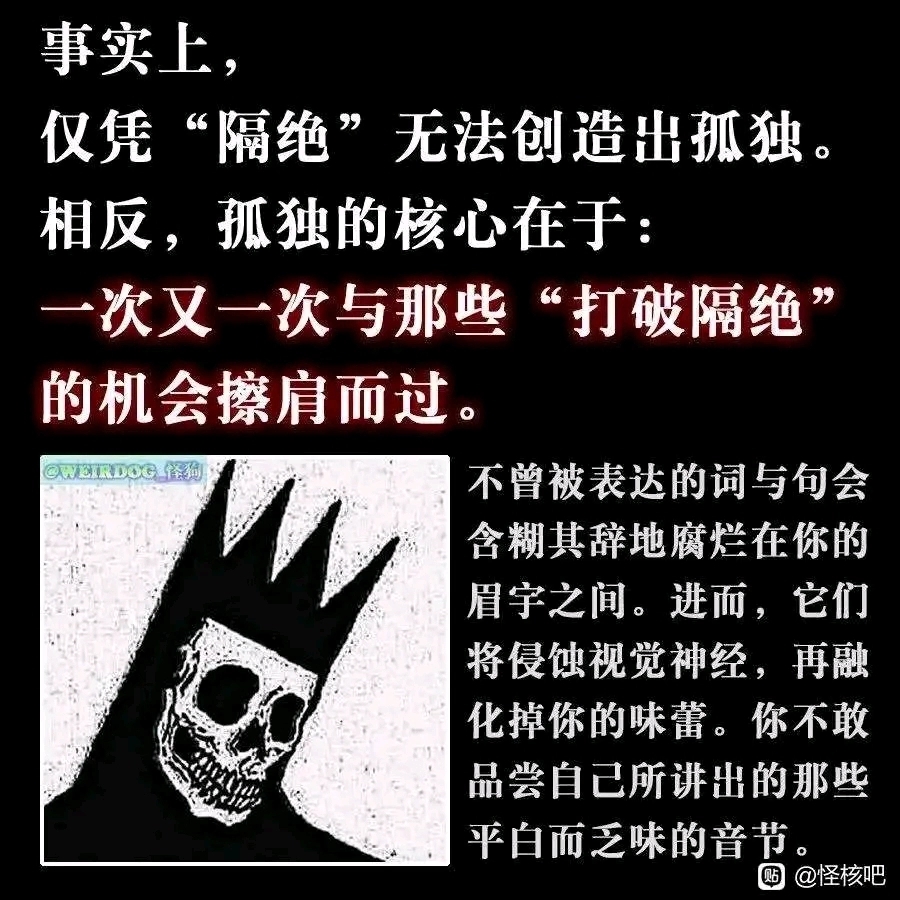 事实上，
仅凭“隔绝”无法创造出孤独。
相反，孤独的核心在于：
一次又一次与那些“打破隔绝”
的机会擦肩而过。
@WEIRDOG_怪狗
不曾被表达的词与句会
含糊其辞地腐烂在你的
眉宇之间。进而，它们
将侵蚀视觉神经，再融
化掉你的味蕾。你不敢
品尝自己所讲出的那些
平白而乏味的音节。
贴 @怪核吧